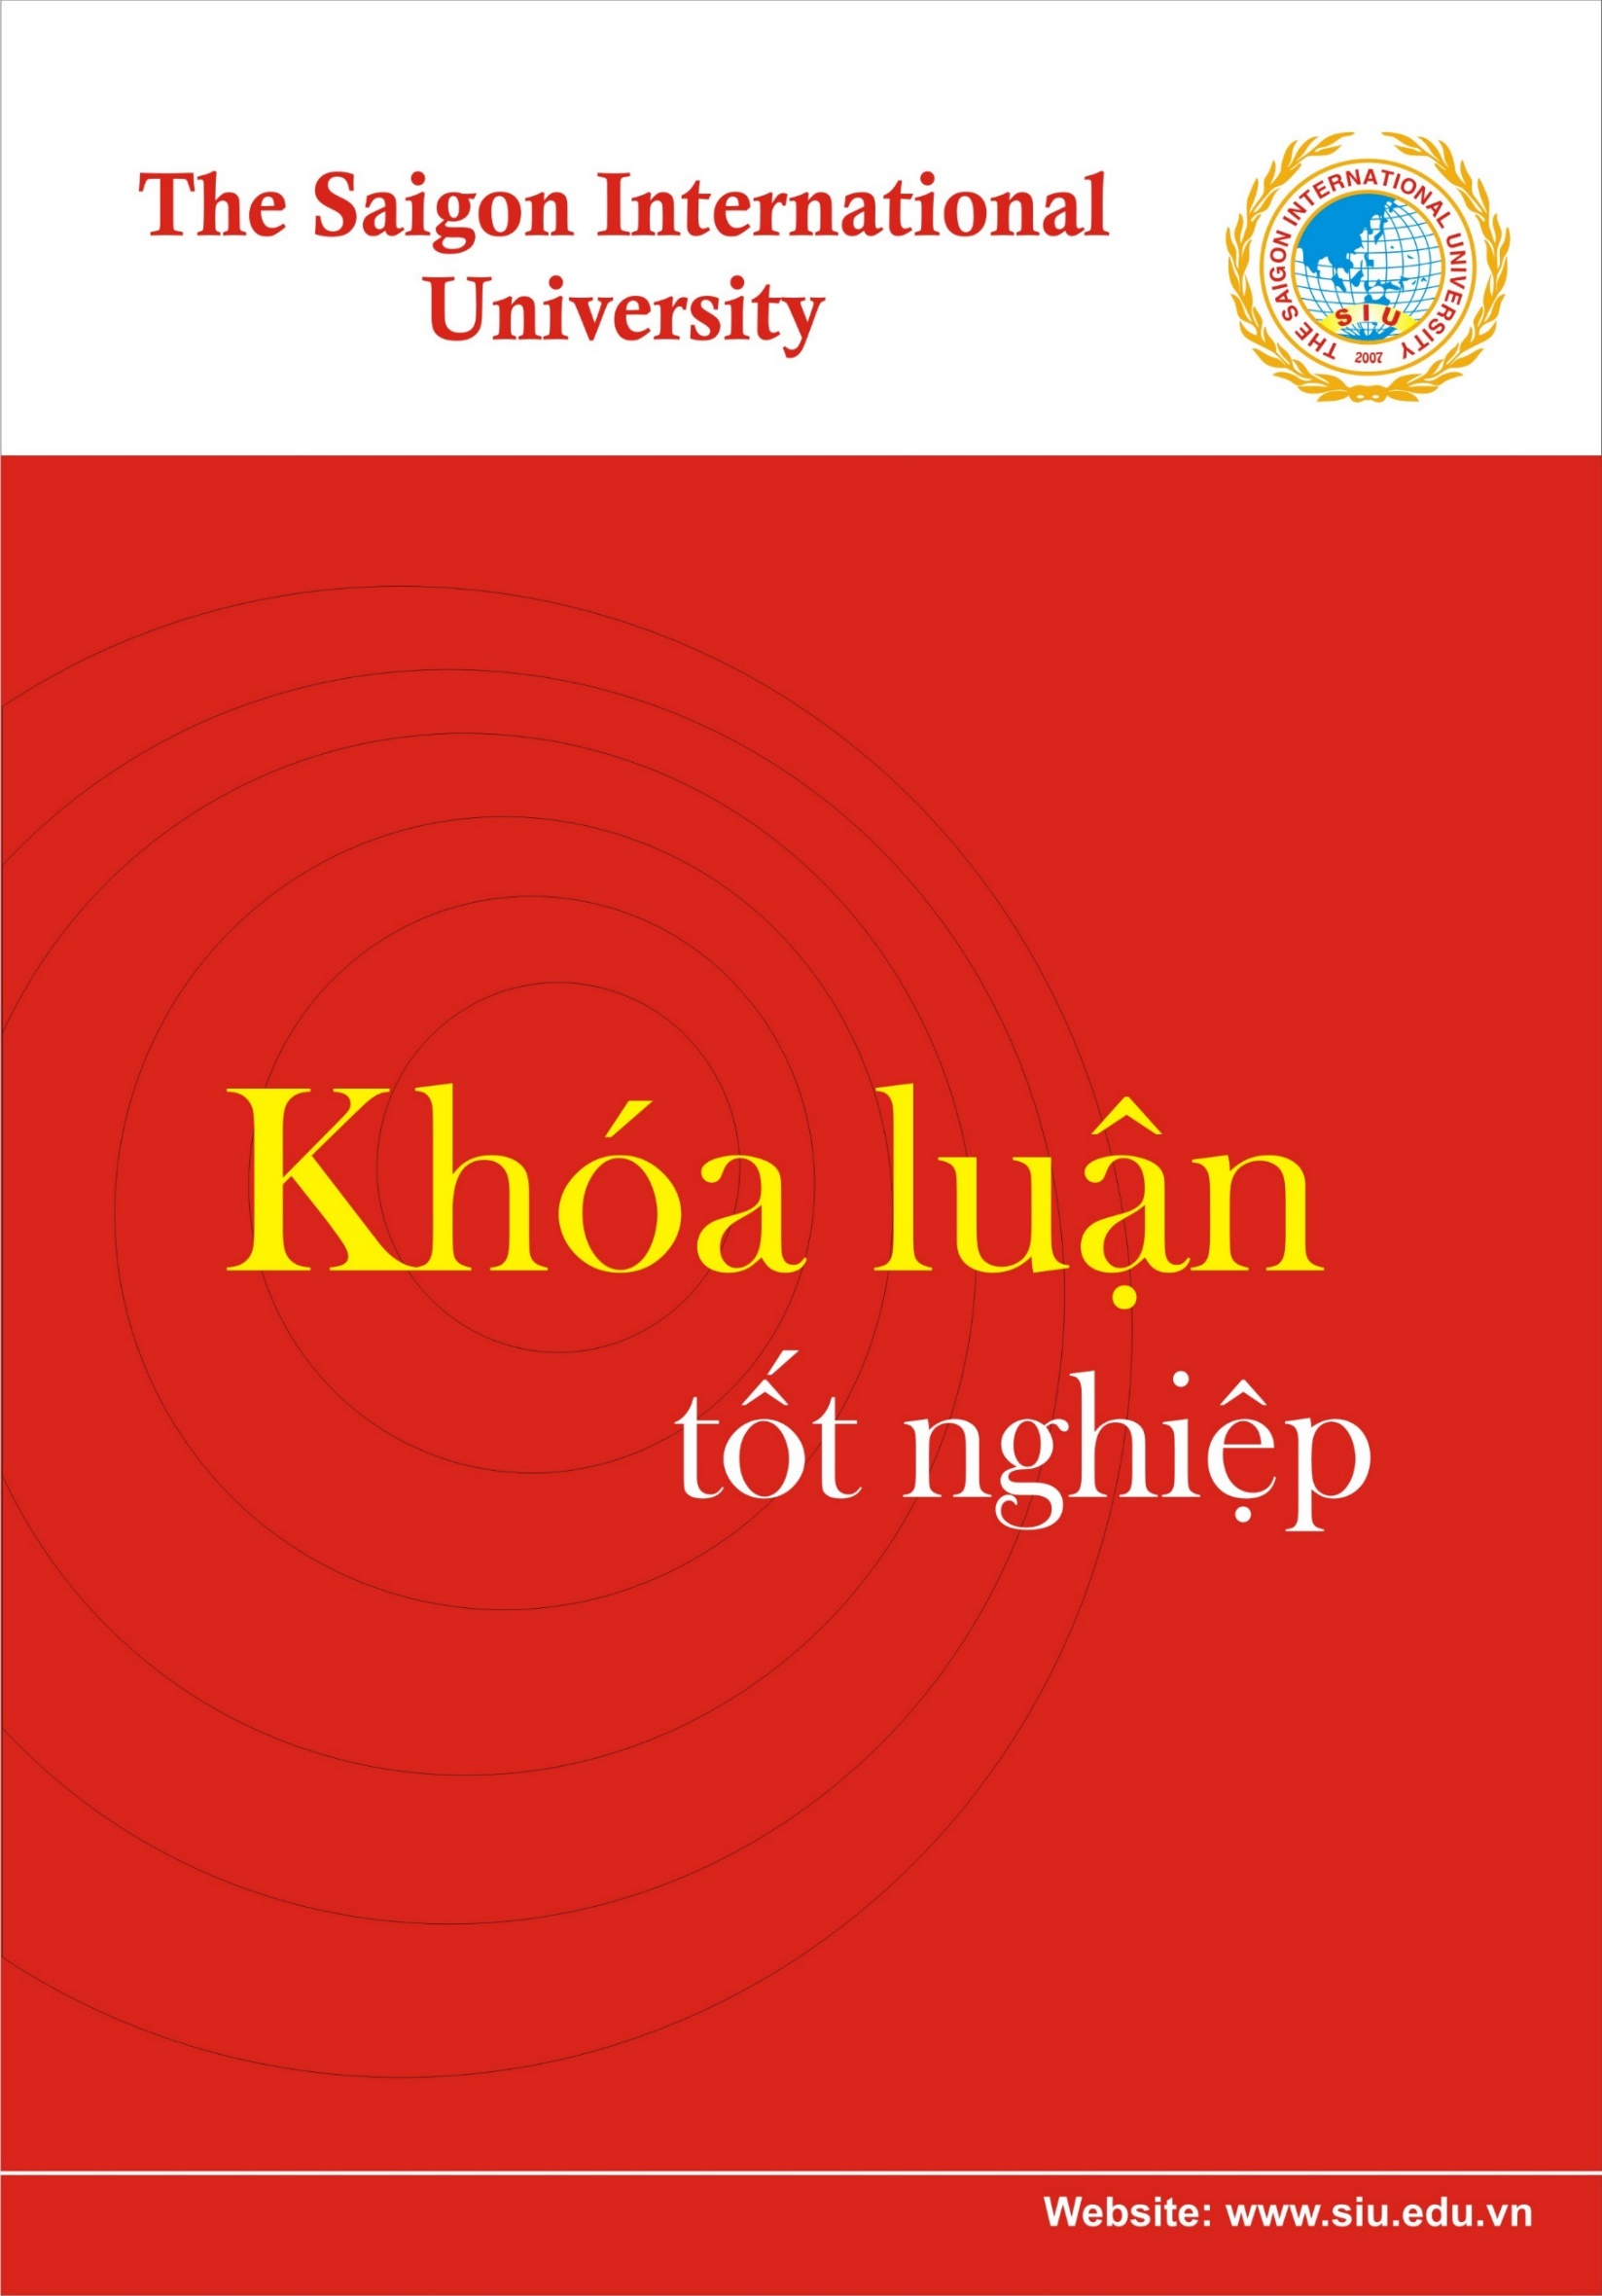 The Saigon International
University
THE SAIGON INTERNATIONAL UNIVERSITY
SIU
2007
Khóa luận
tốt nghiệp
Website: www.siu.edu.vn